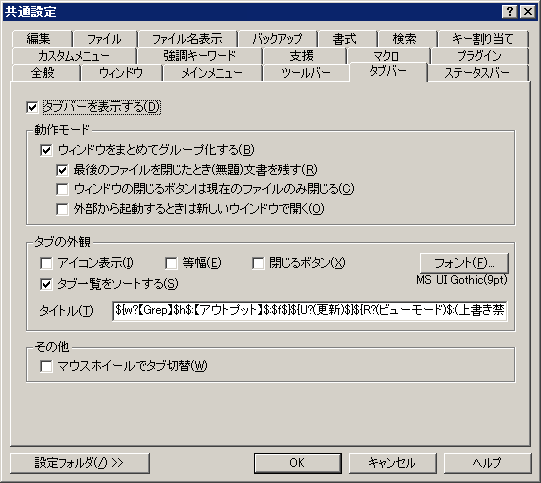 共通設定
編集 ファイル ファイル名表示 バックアップ 書式 検索 キー割り当て
カスタムメニュー 強調キーワード 支援 マクロ プラグイン
全般 ウィンドウ メインメニュー ツールバー タブバー ステータスバー
タブバーを表示する(D)
動作モード
ウィンドウをまとめてグループ化する(B)
最後のファイルを閉じたとき(無題)文書を残す(R)
ウィンドウの閉じるボタンは現在のファイルのみ閉じる(C)
外部から起動するときは新しいウインドウで開く(O)
タブの外観
アイコン表示(I) 等幅(E) 閉じるボタン(X) フォント(F)...
タブ一覧をソートする(S) MS UI Gothic(9pt)
タイトル(T) ${w?【Grep】$h$:【アウトプット】$:$f$}${U?(更新)$}${R?(ビューモード)$:(上書き禁
その他
マウスホイールでタブ切替(W)
設定フォルダ(/) >> OK キャンセル ヘルプ